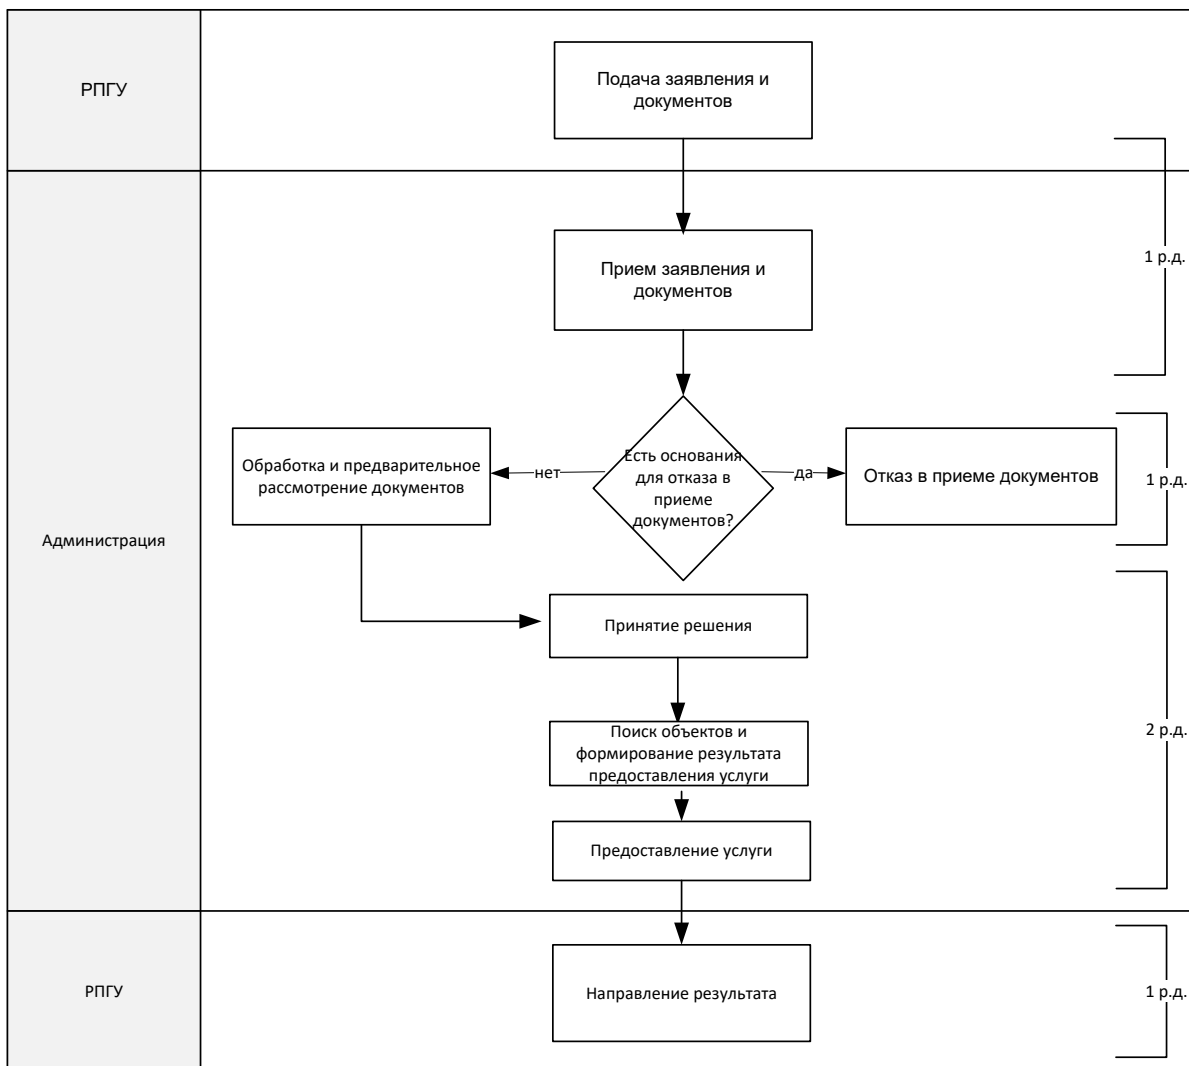 РПГУ
Подача заявления и
документов
Администрация
Прием заявления и
документов
1 р.д.
Есть основания
для отказа в
приеме
документов?
нет
да
Обработка и предварительное
рассмотрение документов
Отказ в приеме документов
1 р.д.
Принятие решения
Поиск объектов и
формирование результата
предоставления услуги
2 р.д.
Предоставление услуги
РПГУ
Направление результата
1 р.д.